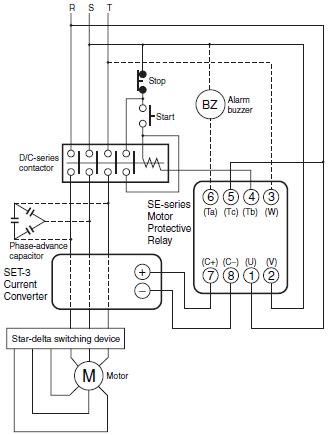 R S T
Stop
Start
BZ
Alarm
buzzer
D/C-series
contactor
SE-series
Motor
Protective
Relay
6 5 4 3
(Ta) (Tc) (Tb) (W)
Phase-advance
capacitor
SET-3
Current
Converter
+
−
(C+) (C−) (U) (V)
7 8 1 2
Star-delta switching device
M
Motor